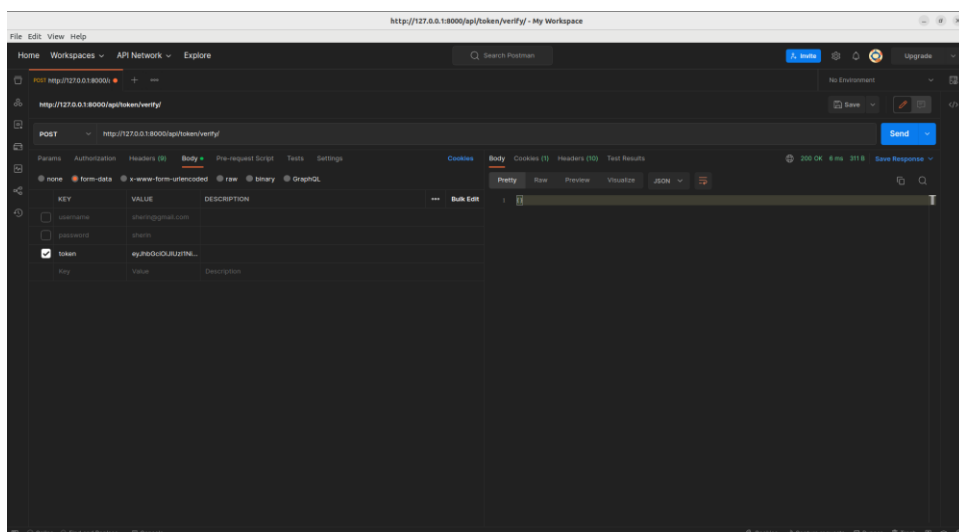 http://127.0.0.1:8000/api/token/verify/ - My Workspace
File Edit View Help
Home Workspaces API Network Explore Search Postman Invite Upgrade
POST http://127.0.0.1:8000/ No Environment
http://127.0.0.1:8000/api/token/verify/ Save
POST http://127.0.0.1:8000/api/token/verify/ Send
Params Authorization Headers (9) Body Pre-request Script Tests Settings Cookies Body Cookies (1) Headers (10) Test Results 200 OK 6 ms 311 B Save Response
none form-data x-www-form-urlencoded raw binary GraphQL Pretty Raw Preview Visualize JSON
KEY VALUE DESCRIPTION Bulk Edit 1 {}
username sherin@gmail.com
password sherin
token
Key Value Description
Console